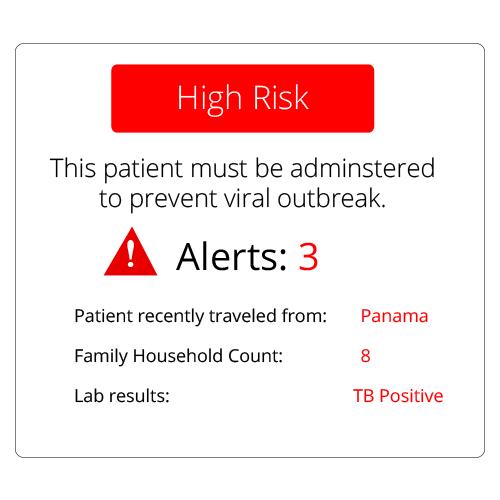 High Risk
This patient must be adminstered
to prevent viral outbreak.
Alerts: 3
Patient recently traveled from: Panama
Family Household Count: 8
Lab results: TB Positive